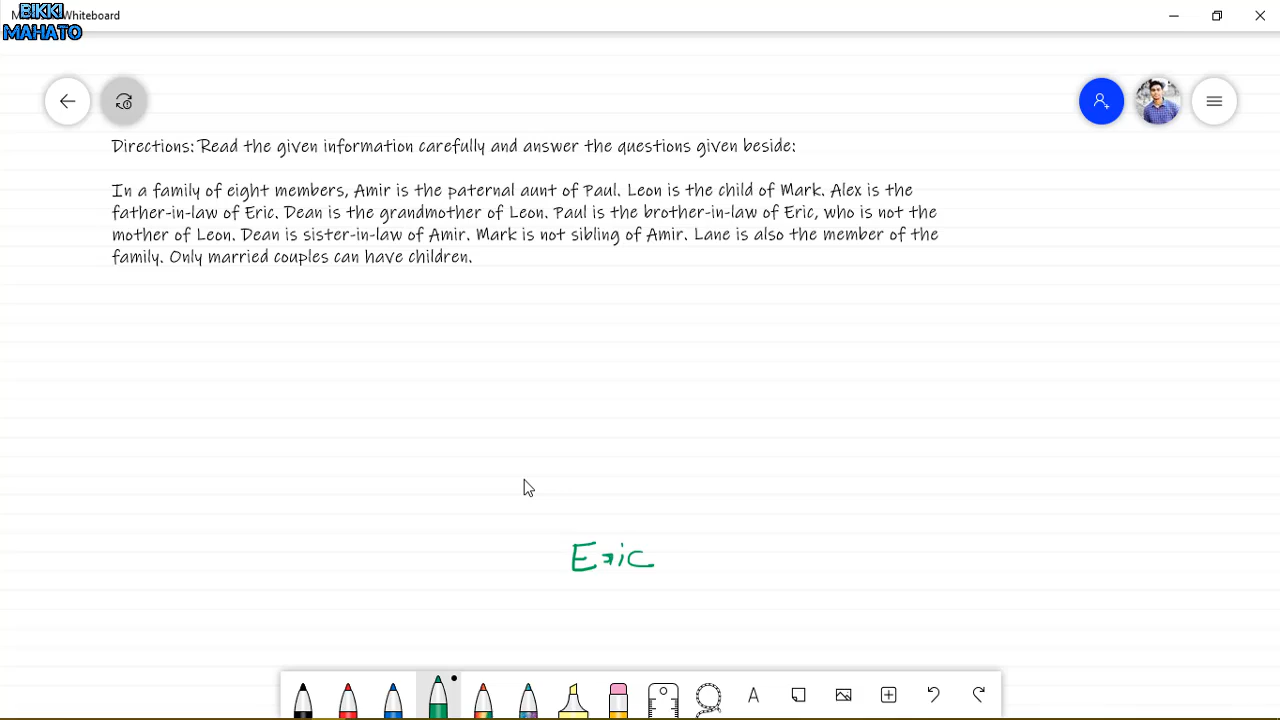 Whiteboard
BIKKI
MAHATO
Directions: Read the given information carefully and answer the questions given beside:
In a family of eight members, Amir is the paternal aunt of Paul. Leon is the child of Mark. Alex is the
father-in-law of Eric. Dean is the grandmother of Leon. Paul is the brother-in-law of Eric, who is not the
mother of Leon. Dean is sister-in-law of Amir. Mark is not sibling of Amir. Lane is also the member of the
family. Only married couples can have children.
Eric
A